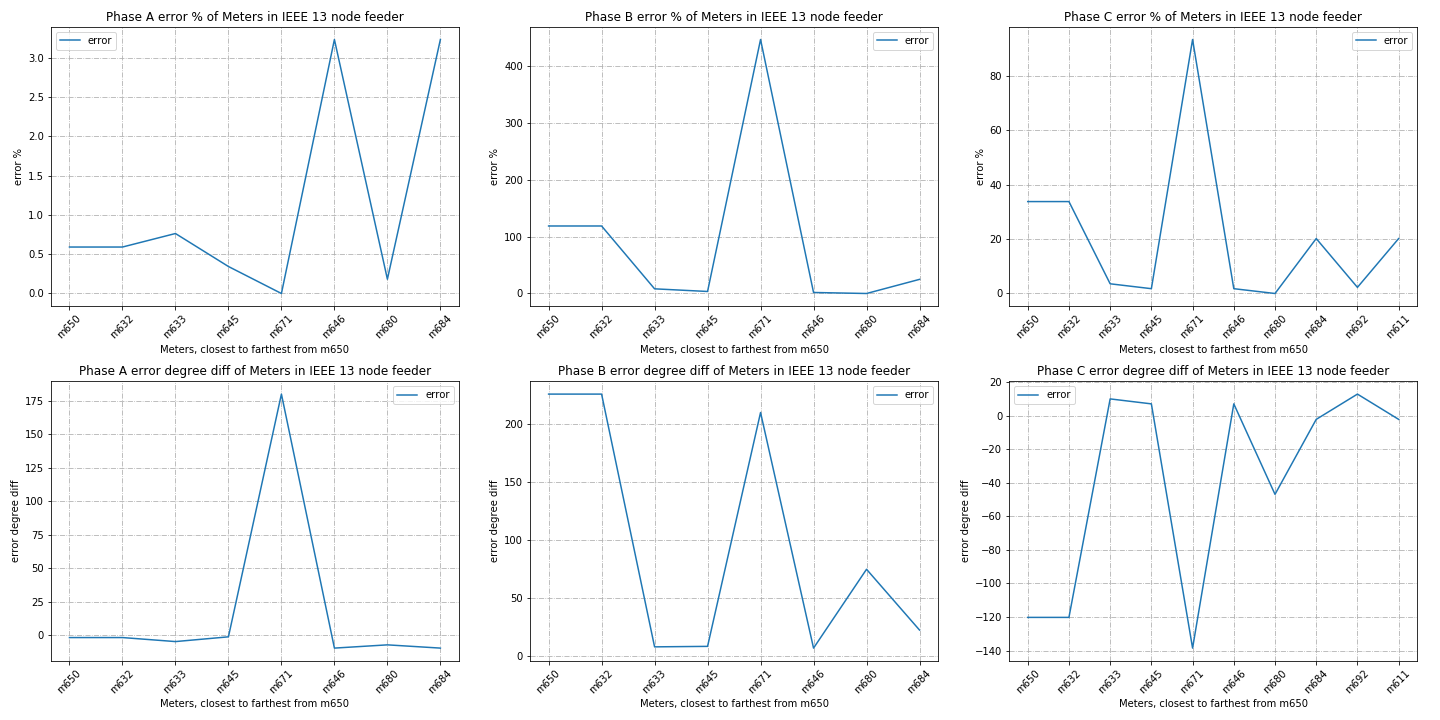 Phase A error % of Meters in IEEE 13 node feeder
error
3.0
2.5
2.0
1.5
1.0
0.5
0.0
error %
m650 m632 m633 m645 m671 m646 m680 m684
Meters, closest to farthest from m650
Phase B error % of Meters in IEEE 13 node feeder
error
400
300
200
100
0
error %
m650 m632 m633 m645 m671 m646 m680 m684
Meters, closest to farthest from m650
Phase C error % of Meters in IEEE 13 node feeder
error
80
60
40
20
0
error %
m650 m632 m633 m645 m671 m646 m680 m684 m692 m611
Meters, closest to farthest from m650
Phase A error degree diff of Meters in IEEE 13 node feeder
error
175
150
125
100
75
50
25
0
error degree diff
m650 m632 m633 m645 m671 m646 m680 m684
Meters, closest to farthest from m650
Phase B error degree diff of Meters in IEEE 13 node feeder
error
200
150
100
50
0
error degree diff
m650 m632 m633 m645 m671 m646 m680 m684
Meters, closest to farthest from m650
Phase C error degree diff of Meters in IEEE 13 node feeder
error
20
0
−20
−40
−60
−80
−100
−120
−140
error degree diff
m650 m632 m633 m645 m671 m646 m680 m684 m692 m611
Meters, closest to farthest from m650